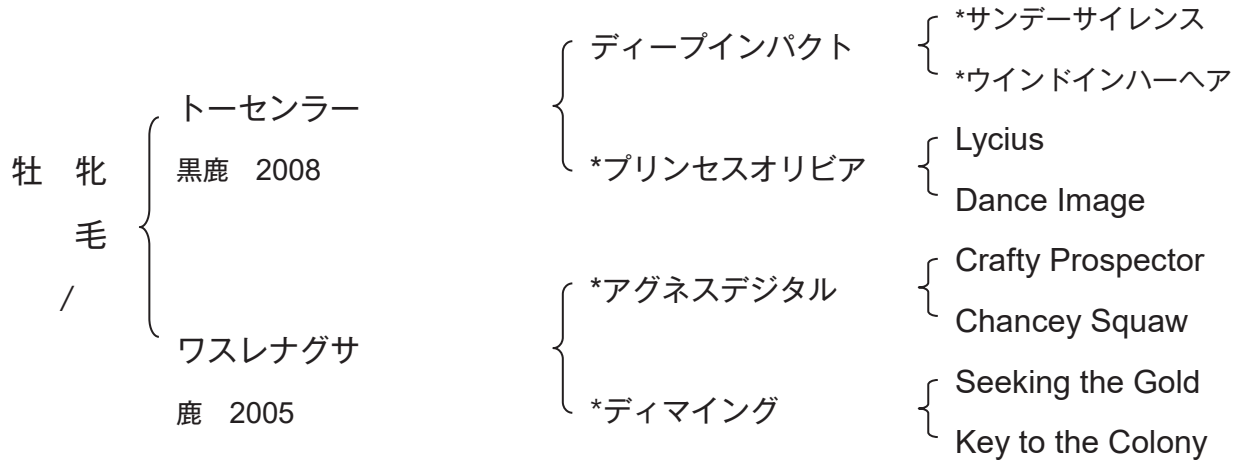 *サンデーサイレンス
ディープインパクト
*ウインドインハーヘア
トーセンラー
Lycius
牡　牝
黒鹿　2008
*プリンセスオリビア
Dance Image
毛
Crafty Prospector
/
*アグネスデジタル
Chancey Squaw
ワスレナグサ
Seeking the Gold
鹿　2005
*ディマイング
Key to the Colony